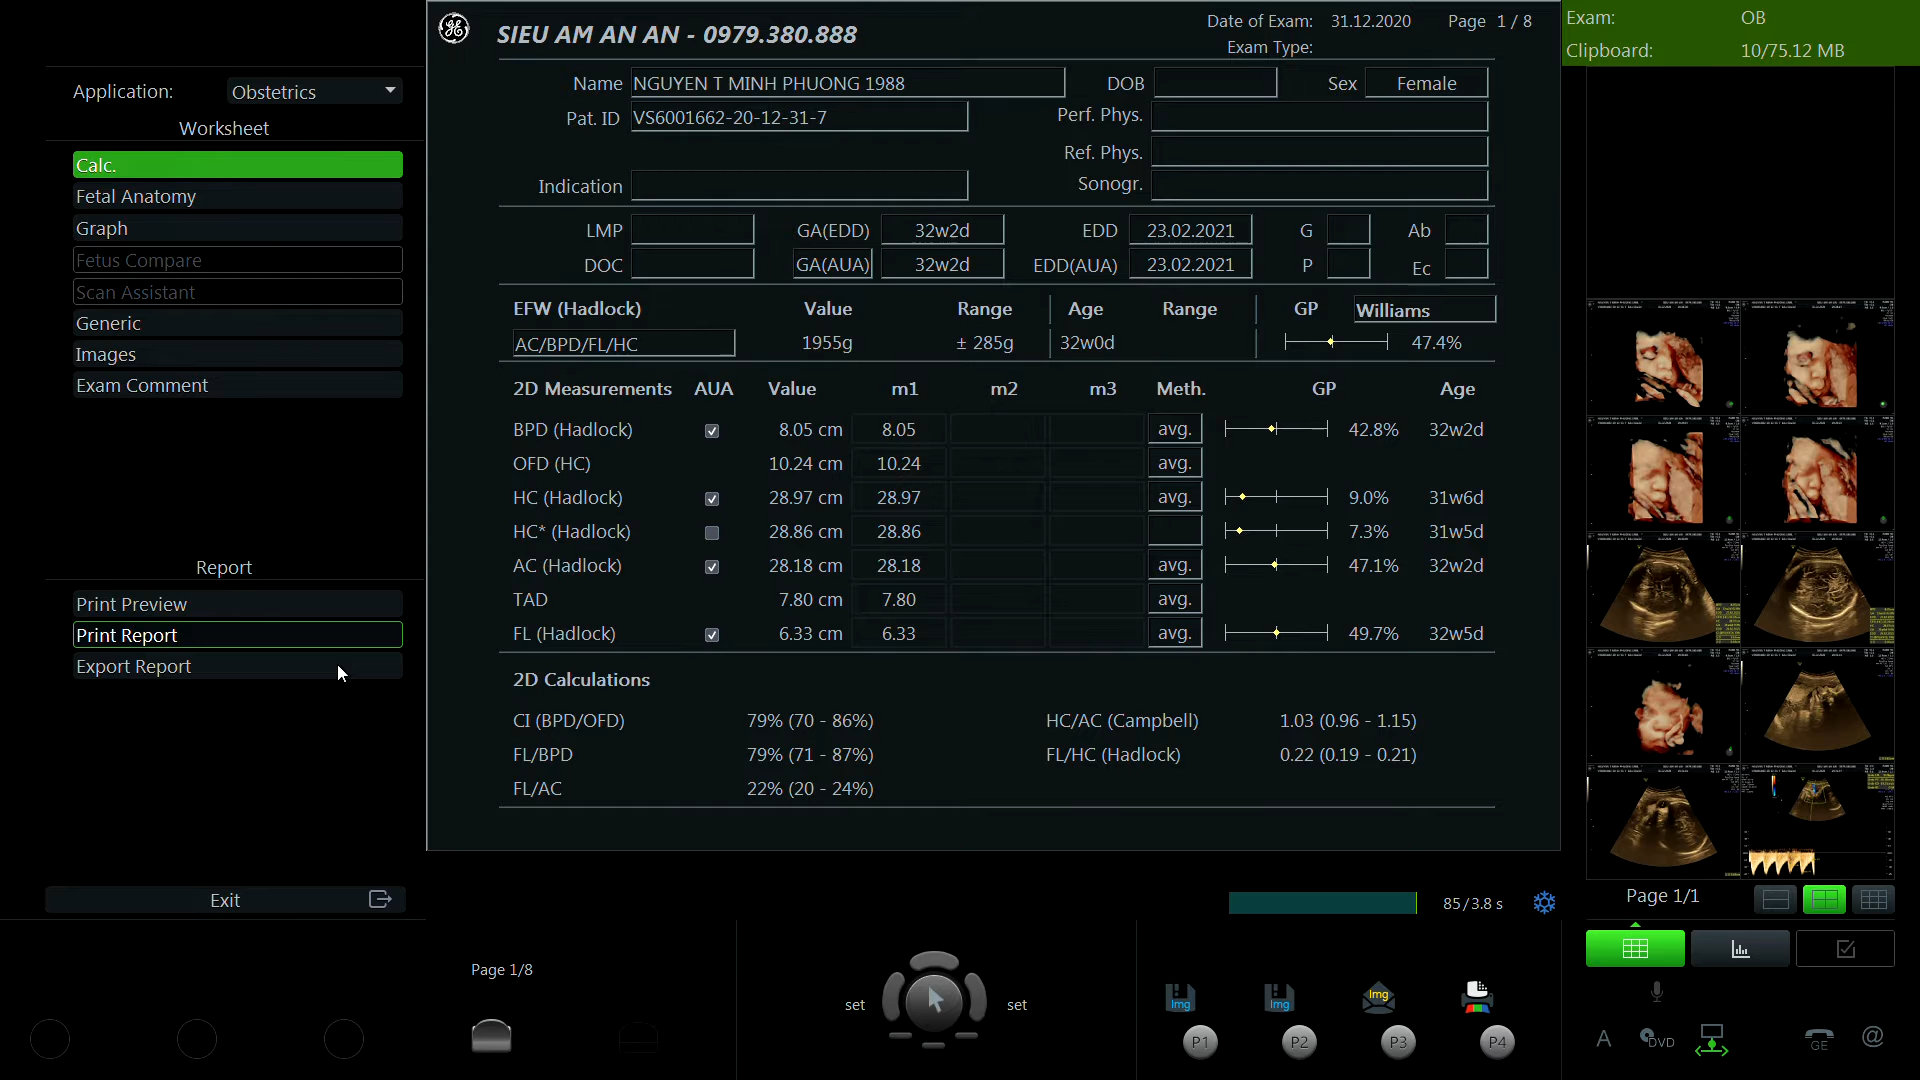 SIEU AM AN AN - 0979.380.888
Date of Exam: 31.12.2020 Page 1 / 8
Exam Type:
Exam: OB
Clipboard: 10/75.12 MB
Application: Obstetrics
Worksheet
Calc.
Fetal Anatomy
Graph
Fetus Compare
Scan Assistant
Generic
Images
Exam Comment
Report
Print Preview
Print Report
Export Report
Exit
Name NGUYEN T MINH PHUONG 1988 DOB Sex Female
Pat. ID VS6001662-20-12-31-7 Perf. Phys.
Ref. Phys.
Indication Sonogr.
LMP GA(EDD) 32w2d EDD 23.02.2021 G Ab
DOC GA(AUA) 32w2d EDD(AUA) 23.02.2021 P Ec
EFW (Hadlock) Value Range Age Range GP Williams
AC/BPD/FL/HC 1955g ± 285g 32w0d 47.4%
2D Measurements AUA Value m1 m2 m3 Meth. GP Age
BPD (Hadlock) 8.05 cm 8.05 avg. 42.8% 32w2d
OFD (HC) 10.24 cm 10.24 avg.
HC (Hadlock) 28.97 cm 28.97 avg. 9.0% 31w6d
HC* (Hadlock) 28.86 cm 28.86 7.3% 31w5d
AC (Hadlock) 28.18 cm 28.18 avg. 47.1% 32w2d
TAD 7.80 cm 7.80 avg.
FL (Hadlock) 6.33 cm 6.33 avg. 49.7% 32w5d
2D Calculations
CI (BPD/OFD) 79% (70 - 86%) HC/AC (Campbell) 1.03 (0.96 - 1.15)
FL/BPD 79% (71 - 87%) FL/HC (Hadlock) 0.22 (0.19 - 0.21)
FL/AC 22% (20 - 24%)
85/3.8 s
Page 1/1
Page 1/8
set set
Img Img Img
P1 P2 P3 P4
A DVD GE @